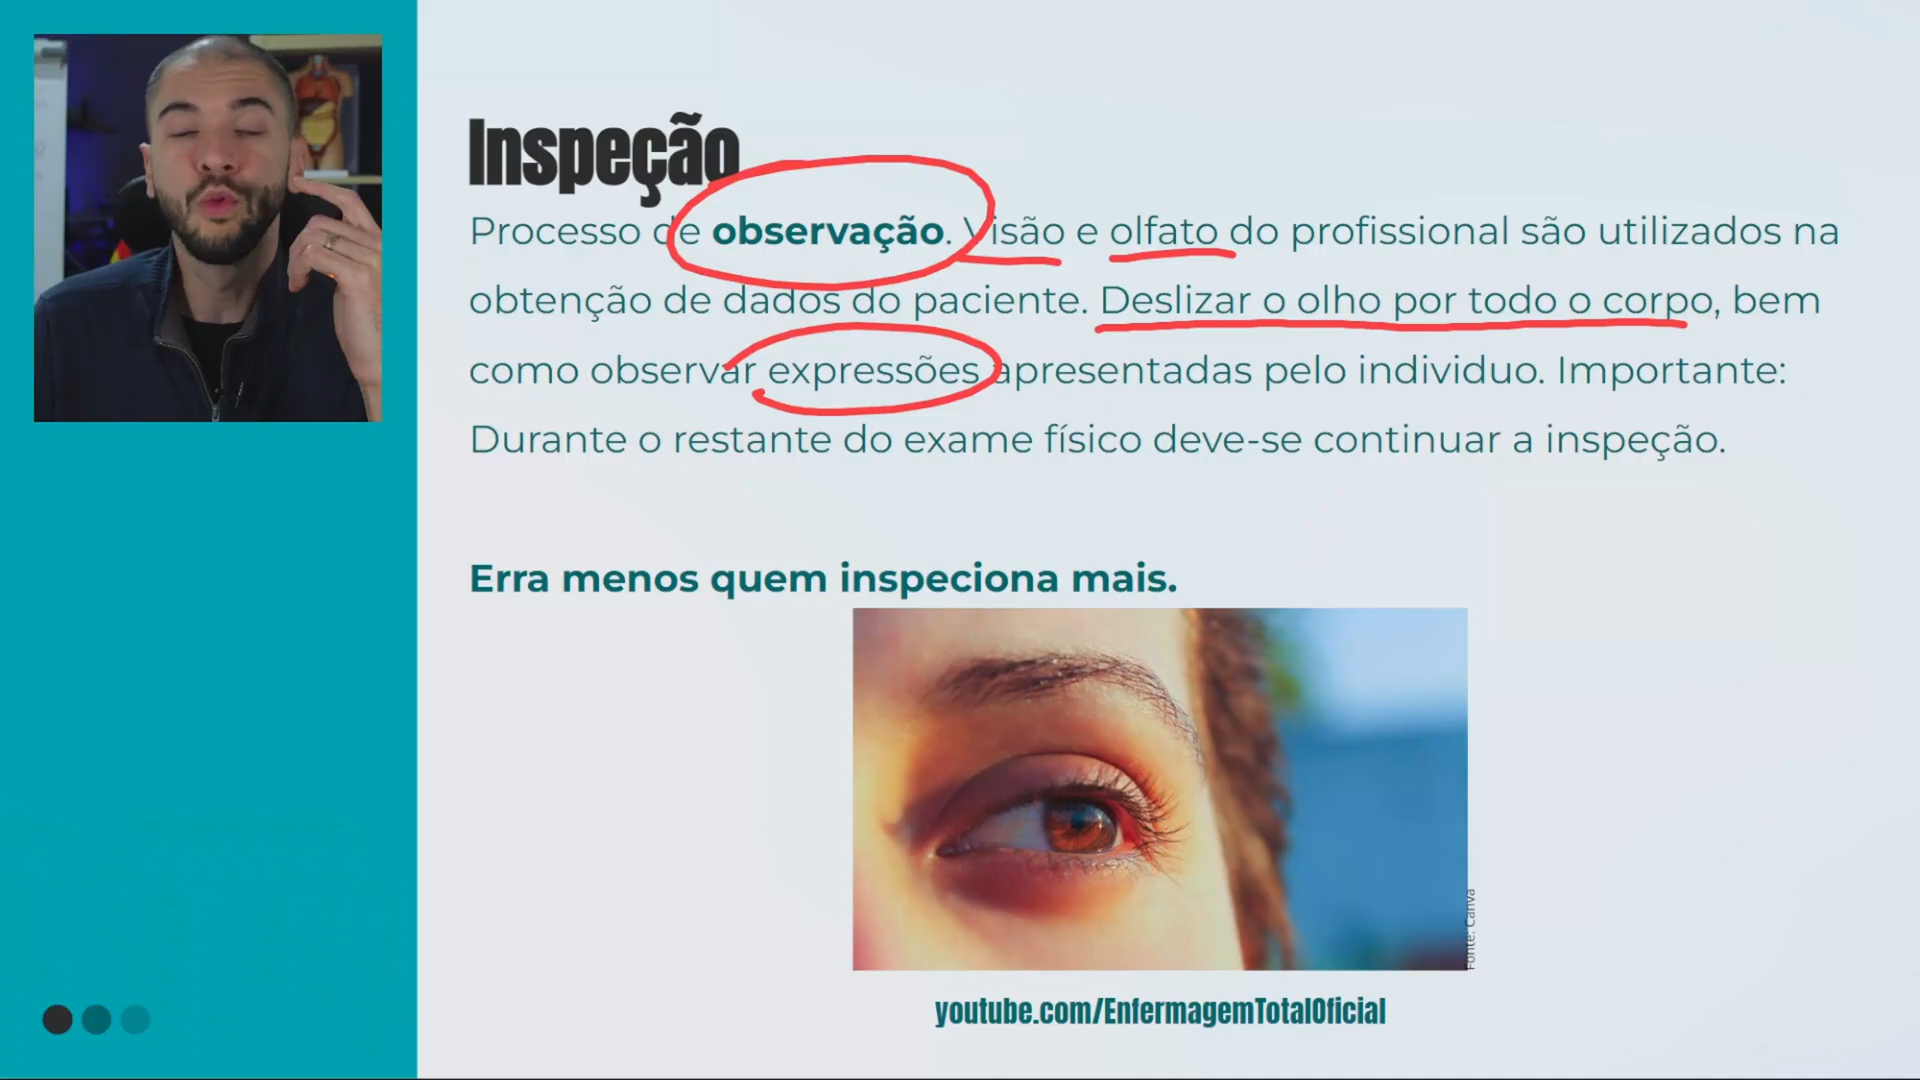 Inspeção
Processo de observação. Visão e olfato do profissional são utilizados na
obtenção de dados do paciente. Deslizar o olho por todo o corpo, bem
como observar expressões apresentadas pelo individuo. Importante:
Durante o restante do exame físico deve-se continuar a inspeção.
Erra menos quem inspeciona mais.
Fonte: Canva
youtube.com/EnfermagemTotalOficial